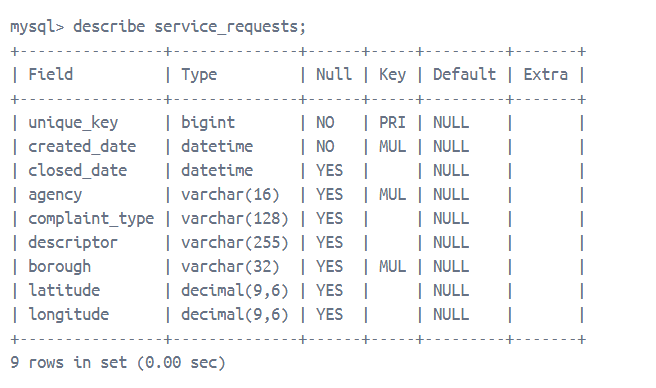 mysql> describe service_requests;
+----------------+--------------+------+-----+---------+-------+
| Field          | Type         | Null | Key | Default | Extra |
+----------------+--------------+------+-----+---------+-------+
| unique_key     | bigint       | NO   | PRI | NULL    |       |
| created_date   | datetime     | NO   | MUL | NULL    |       |
| closed_date    | datetime     | YES  |     | NULL    |       |
| agency         | varchar(16)  | YES  | MUL | NULL    |       |
| complaint_type | varchar(128) | YES  |     | NULL    |       |
| descriptor     | varchar(255) | YES  |     | NULL    |       |
| borough        | varchar(32)  | YES  | MUL | NULL    |       |
| latitude       | decimal(9,6) | YES  |     | NULL    |       |
| longitude      | decimal(9,6) | YES  |     | NULL    |       |
+----------------+--------------+------+-----+---------+-------+
9 rows in set (0.00 sec)